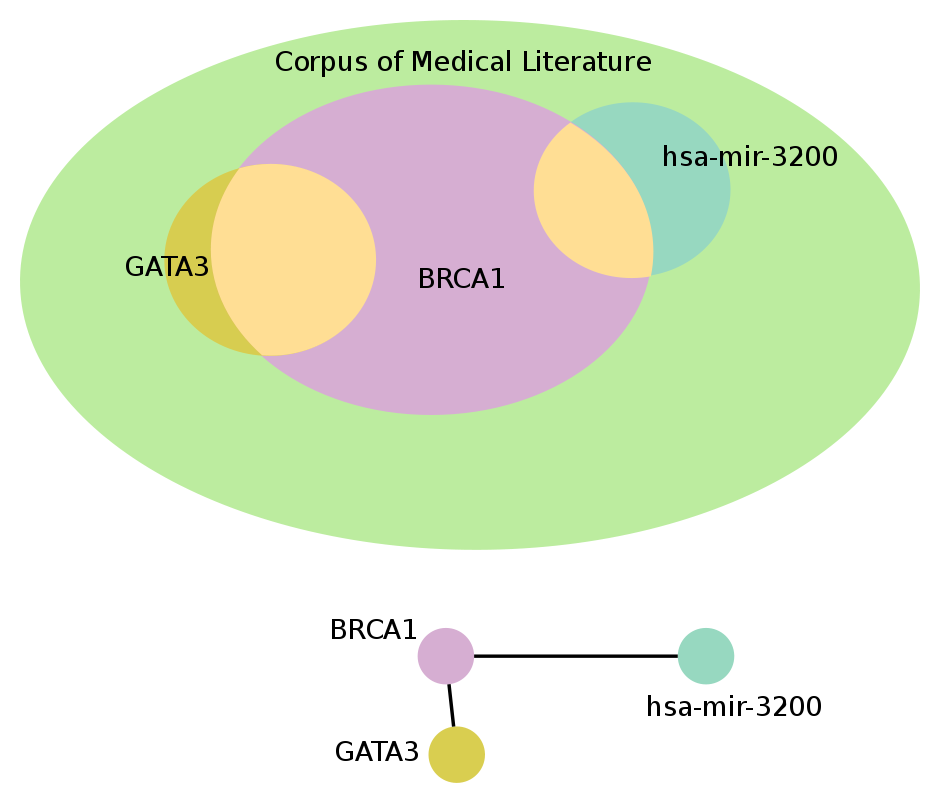 Corpus of Medical Literature
hsa-mir-3200
GATA3
BRCA1
BRCA1
hsa-mir-3200
GATA3